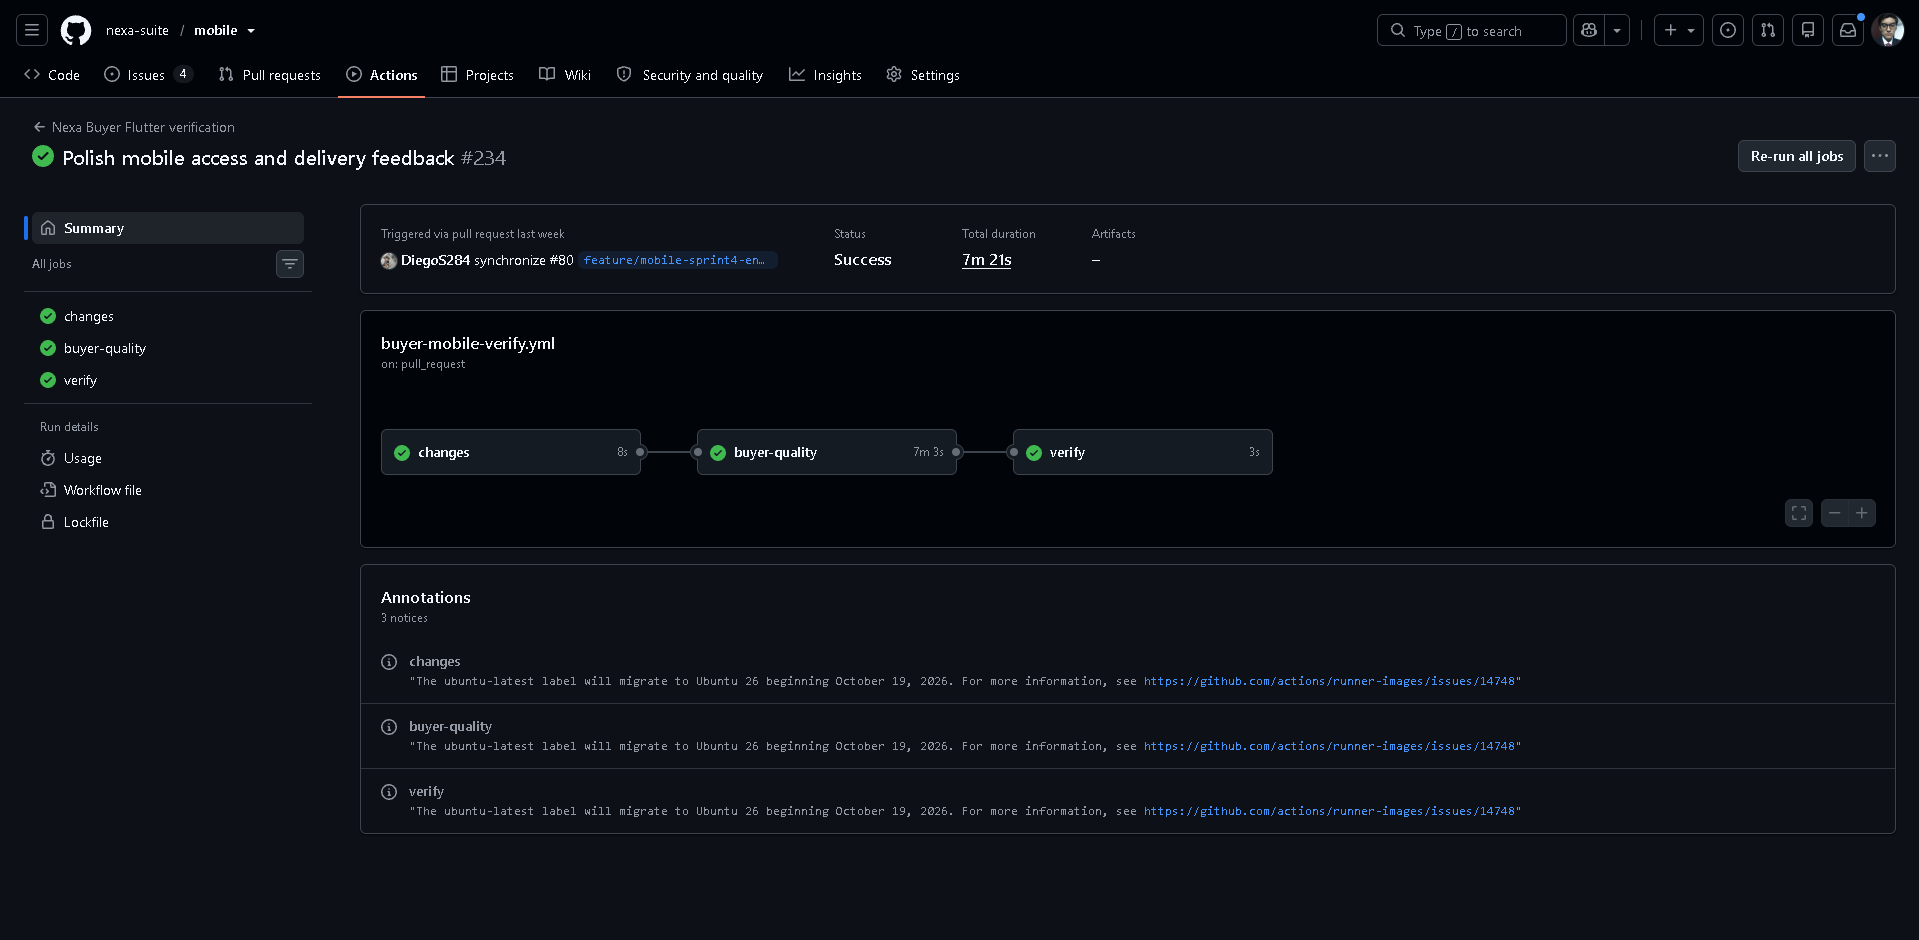 nexa-suite / mobile
Type / to search
Code
Issues 4
Pull requests
Actions
Projects
Wiki
Security and quality
Insights
Settings
Nexa Buyer Flutter verification
Polish mobile access and delivery feedback #234
Re-run all jobs
Summary
All jobs
changes
buyer-quality
verify
Run details
Usage
Workflow file
Lockfile
Triggered via pull request last week
DiegoS284 synchronize #80 feature/mobile-sprint4-en…
Status
Success
Total duration
7m 21s
Artifacts
–
buyer-mobile-verify.yml
on: pull_request
changes 8s
buyer-quality 7m 3s
verify 3s
Annotations
3 notices
changes
"The ubuntu-latest label will migrate to Ubuntu 26 beginning October 19, 2026. For more information, see https://github.com/actions/runner-images/issues/14748"
buyer-quality
"The ubuntu-latest label will migrate to Ubuntu 26 beginning October 19, 2026. For more information, see https://github.com/actions/runner-images/issues/14748"
verify
"The ubuntu-latest label will migrate to Ubuntu 26 beginning October 19, 2026. For more information, see https://github.com/actions/runner-images/issues/14748"